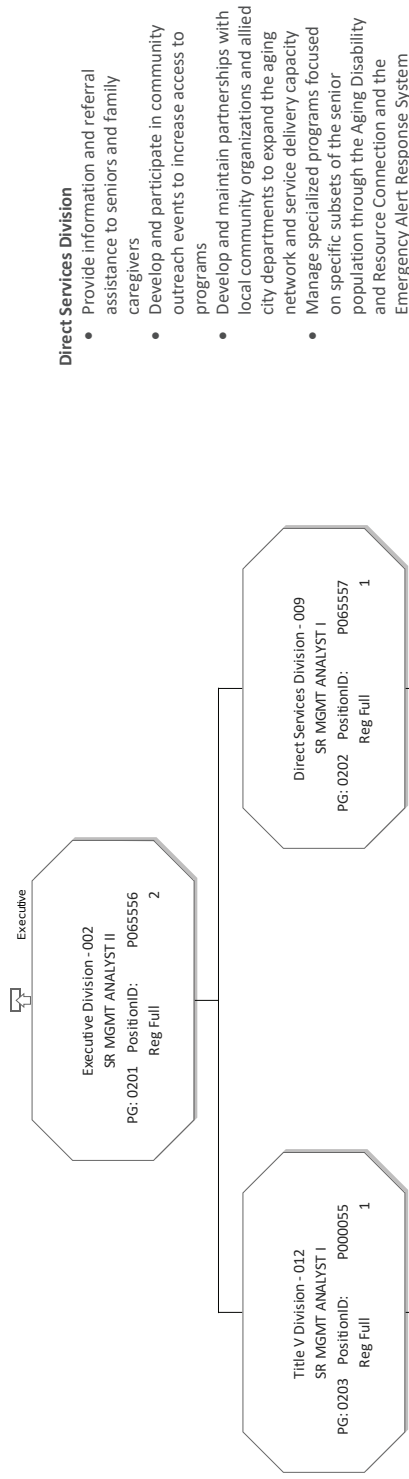 Executive
Executive Division - 002
SR MGMT ANALYST II
PG: 0201 PositionID: P065556
Reg Full 2
Title V Division - 012
SR MGMT ANALYST I
PG: 0203 PositionID: P000055
Reg Full 1
Direct Services Division - 009
SR MGMT ANALYST I
PG: 0202 PositionID: P065557
Reg Full 1
Direct Services Division
• Provide information and referral
assistance to seniors and family
caregivers
• Develop and participate in community
outreach events to increase access to
programs
• Develop and maintain partnerships with
local community organizations and allied
city departments to expand the aging
network and service delivery capacity
• Manage specialized programs focused
on specific subsets of the senior
population through the Aging Disability
and Resource Connection and the
Emergency Alert Response System